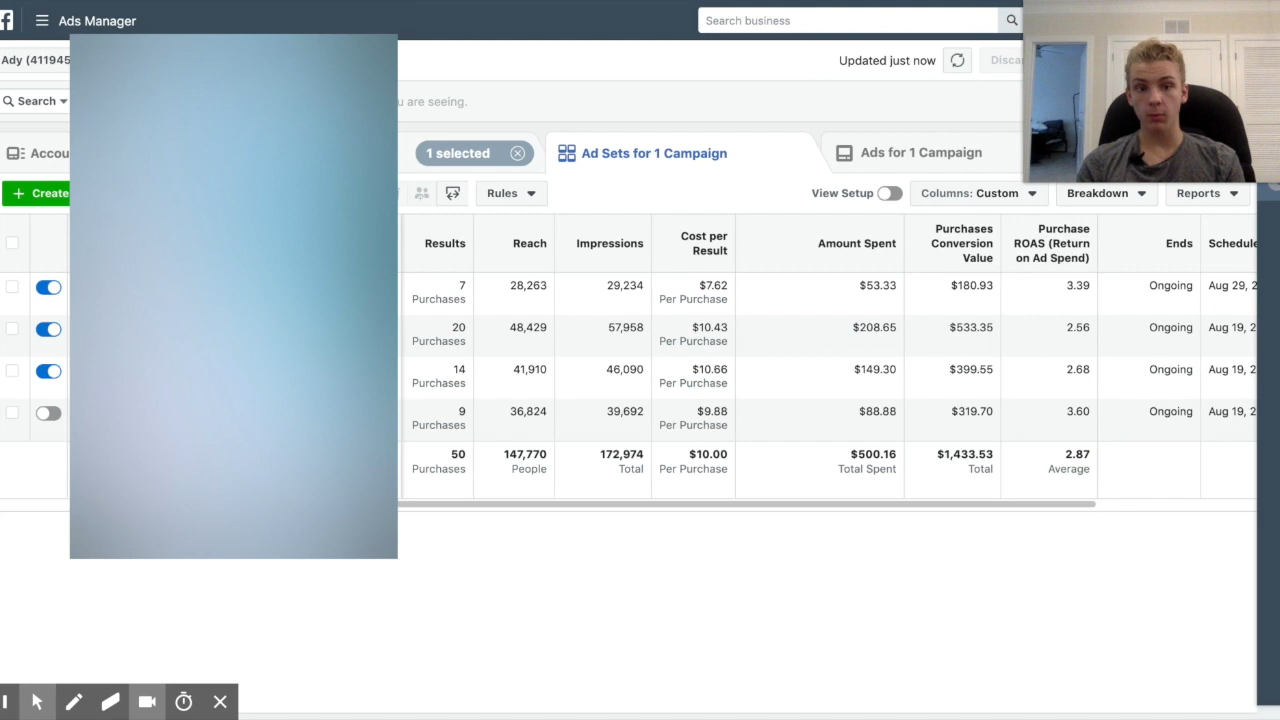 f Ads Manager
Search business
Ady (411945
Updated just now
Disca
Search
u are seeing.
Accou
1 selected
Ad Sets for 1 Campaign
Ads for 1 Campaign
+ Create
Rules
View Setup
Columns: Custom
Breakdown
Reports
Results Reach Impressions Cost per Result Amount Spent Purchases Conversion Value Purchase ROAS (Return on Ad Spend) Ends Schedule
7 28,263 29,234 $7.62 $53.33 $180.93 3.39 Ongoing Aug 29, 2
Purchases Per Purchase
20 48,429 57,958 $10.43 $208.65 $533.35 2.56 Ongoing Aug 19, 2
Purchases Per Purchase
14 41,910 46,090 $10.66 $149.30 $399.55 2.68 Ongoing Aug 19, 2
Purchases Per Purchase
9 36,824 39,692 $9.88 $88.88 $319.70 3.60 Ongoing Aug 19, 2
Purchases Per Purchase
50 147,770 172,974 $10.00 $500.16 $1,433.53 2.87
Purchases People Total Per Purchase Total Spent Total Average